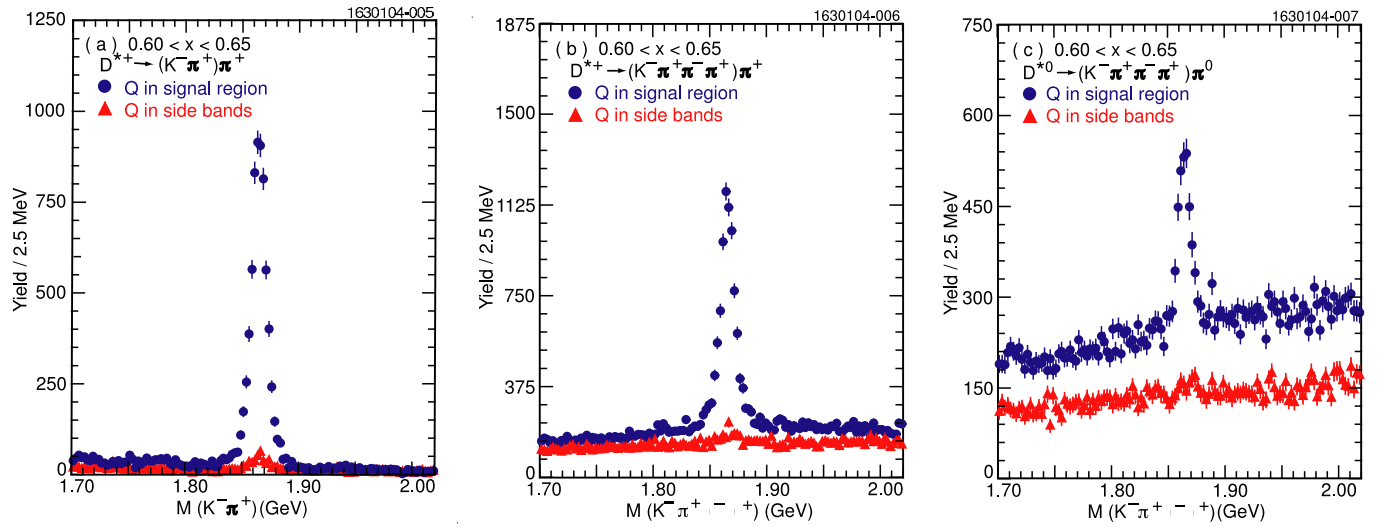 1630104-005
1250
1000
750
500
250
0
Yield / 2.5 MeV
( a ) 0.60 < x < 0.65
D*+ → (K⁻π⁺)π⁺
Q in signal region
Q in side bands
1.70 1.80 1.90 2.00
M (K⁻π⁺) (GeV)
1630104-006
1875
1500
1125
750
375
0
Yield / 2.5 MeV
( b ) 0.60 < x < 0.65
D*+ → (K⁻π⁺π⁻π⁺)π⁺
Q in signal region
Q in side bands
1.70 1.80 1.90 2.00
M (K⁻π⁺ ( − ) ⁺) (GeV)
1630104-007
750
600
450
300
150
0
Yield / 2.5 MeV
( c ) 0.60 < x < 0.65
D*0 → (K⁻π⁺π⁻π⁺)π⁰
Q in signal region
Q in side bands
1.70 1.80 1.90 2.00
M (K⁻π⁺ ( − ) ⁺) (GeV)